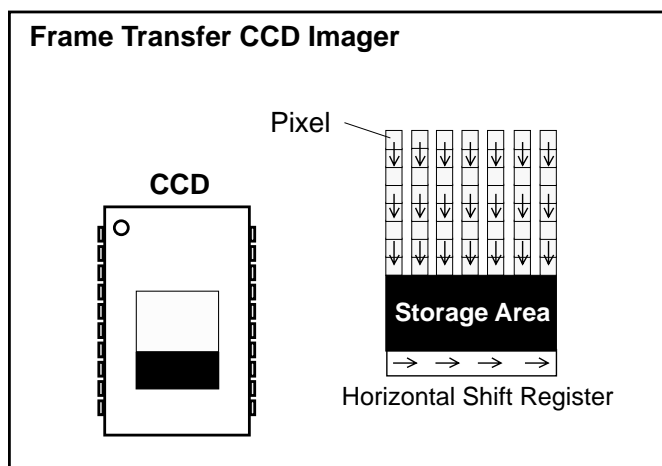 Frame Transfer CCD Imager
Pixel
CCD
Storage Area
Horizontal Shift Register